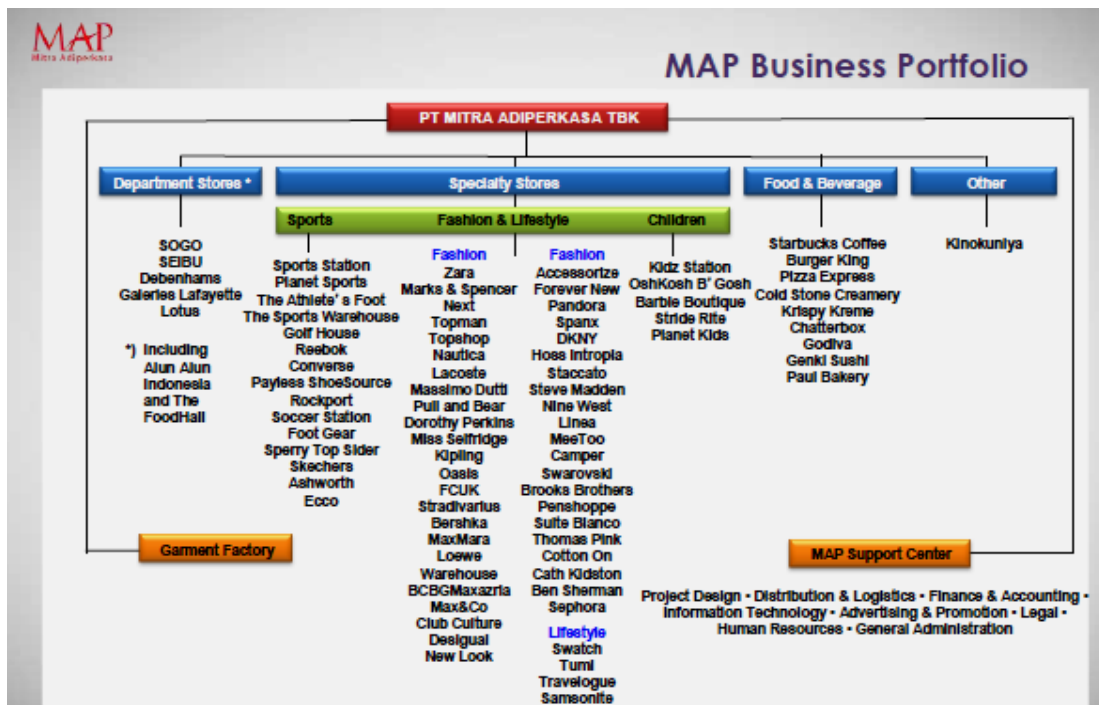 MAP
Mitra Adiperkasa
MAP Business Portfolio
PT MITRA ADIPERKASA TBK
Department Stores *
Specialty Stores
Food & Beverage
Other
Sports
Fashion & Lifestyle
Children
SOGO
SEIBU
Debenhams
Galeries Lafayette
Lotus
*) Including
Alun Alun
Indonesia
and The
FoodHall
Sports Station
Planet Sports
The Athlete's Foot
The Sports Warehouse
Golf House
Reebok
Converse
Payless ShoeSource
Rockport
Soccer Station
Foot Gear
Sperry Top Sider
Skechers
Ashworth
Ecco
Fashion
Zara
Marks & Spencer
Next
Topman
Topshop
Nautica
Lacoste
Massimo Dutti
Pull and Bear
Dorothy Perkins
Miss Selfridge
Kipling
Oasis
FCUK
Stradivarius
Bershka
MaxMara
Loewe
Warehouse
BCBGMaxazria
Max&Co
Club Culture
Desigual
New Look
Fashion
Accessorize
Forever New
Pandora
Spanx
DKNY
Hoss Intropia
Staccato
Steve Madden
Nine West
Linea
MeeToo
Camper
Swarovski
Brooks Brothers
Penshoppe
Suite Blanco
Thomas Pink
Cotton On
Cath Kidston
Ben Sherman
Sephora
Lifestyle
Swatch
Tumi
Travelogue
Samsonite
Kidz Station
OshKosh B' Gosh
Barbie Boutique
Stride Rite
Planet Kids
Starbucks Coffee
Burger King
Pizza Express
Cold Stone Creamery
Krispy Kreme
Chatterbox
Godiva
Genki Sushi
Paul Bakery
Kinokuniya
Garment Factory
MAP Support Center
Project Design • Distribution & Logistics • Finance & Accounting •
Information Technology • Advertising & Promotion • Legal •
Human Resources • General Administration